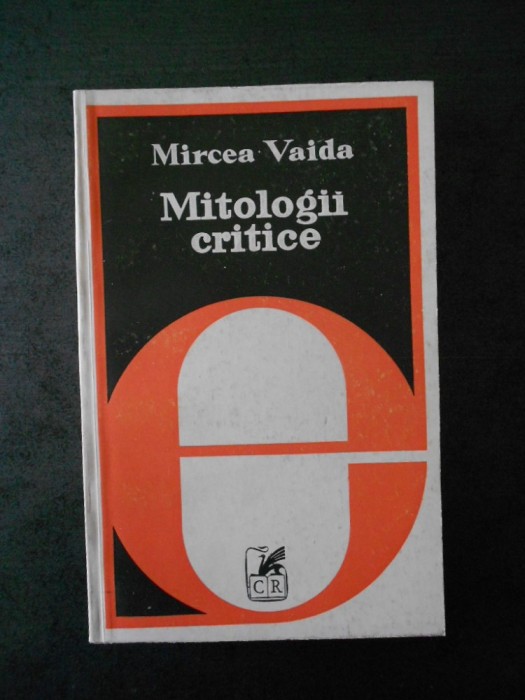 Mircea Vaida
Mitologii
critice
e
CR